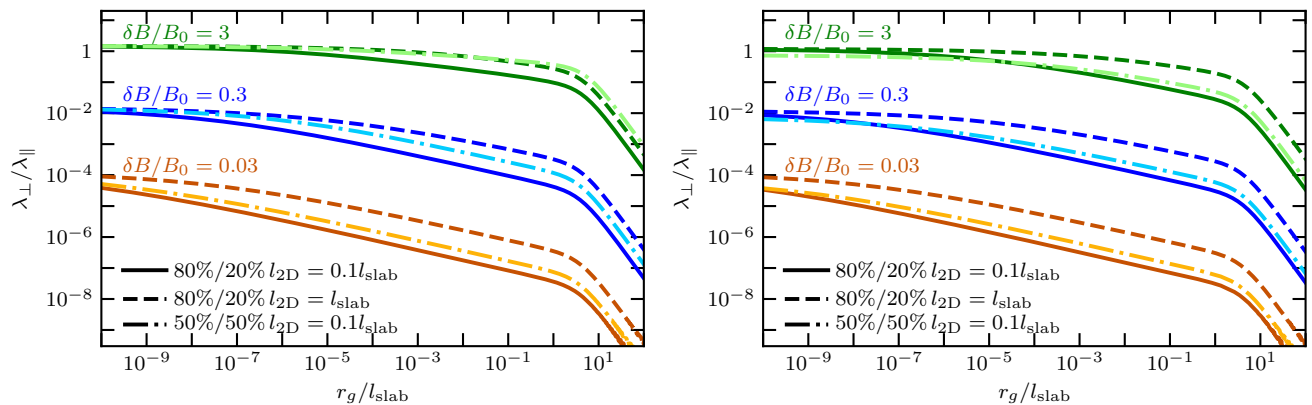 δB/B₀ = 3
δB/B₀ = 0.3
δB/B₀ = 0.03
80%/20% l₂D = 0.1lslab
80%/20% l₂D = lslab
50%/50% l₂D = 0.1lslab
λ⊥/λ∥
1
10⁻²
10⁻⁴
10⁻⁶
10⁻⁸
10⁻⁹ 10⁻⁷ 10⁻⁵ 10⁻³ 10⁻¹ 10¹
rg/lslab
δB/B₀ = 3
δB/B₀ = 0.3
δB/B₀ = 0.03
80%/20% l₂D = 0.1lslab
80%/20% l₂D = lslab
50%/50% l₂D = 0.1lslab
λ⊥/λ∥
1
10⁻²
10⁻⁴
10⁻⁶
10⁻⁸
10⁻⁹ 10⁻⁷ 10⁻⁵ 10⁻³ 10⁻¹ 10¹
rg/lslab